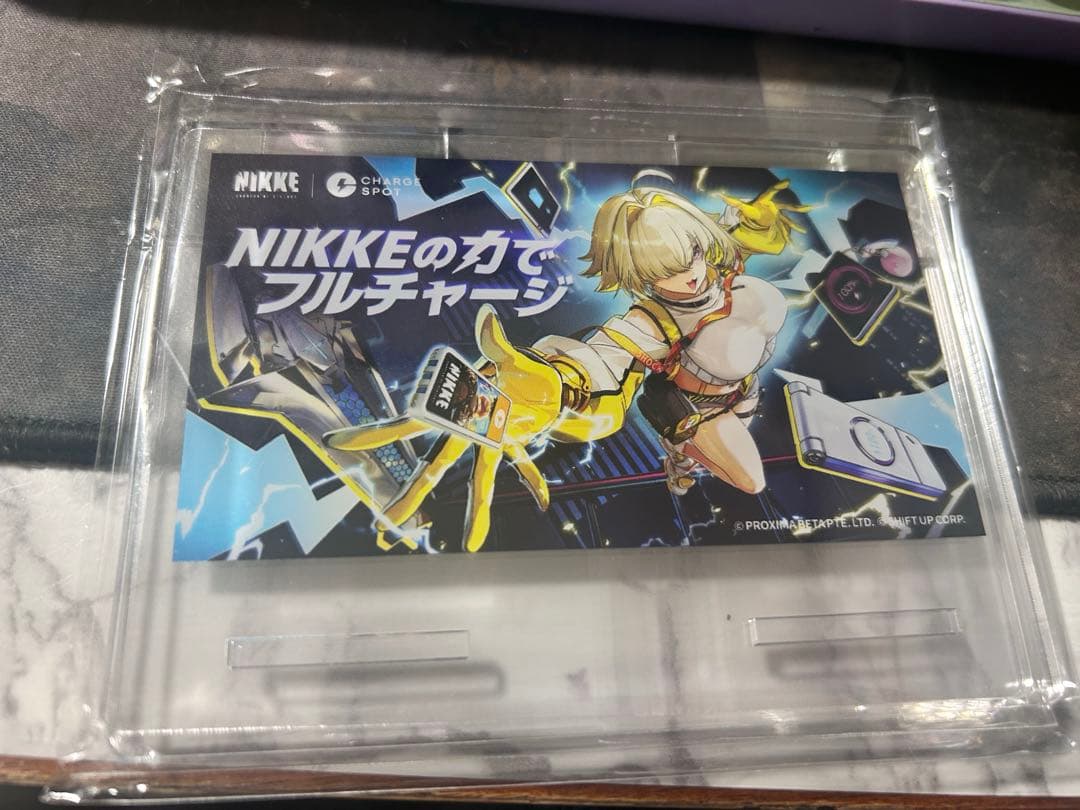 NIKKE
CHARGE
SPOT
NIKKEの力で
フルチャージ
NIKKE
100%
© PROXIMA BETA PTE. LTD. © SHIFT UP CORP.